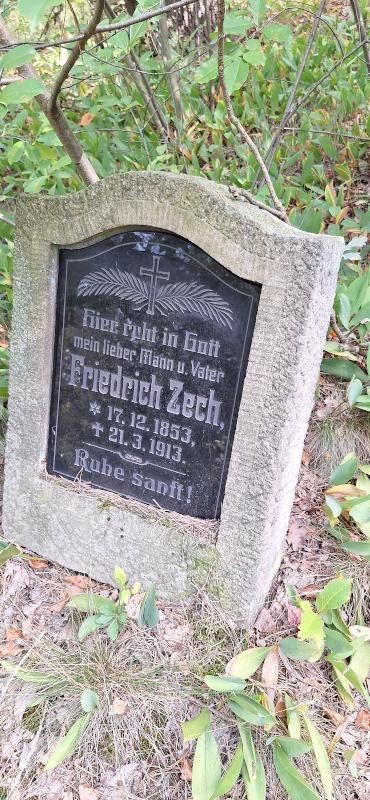 Hier ruht in Gott
mein lieber Mann u. Vater
Friedrich Zech,
* 17. 12. 1853,
† 21. 3. 1913.
Ruhe sanft!